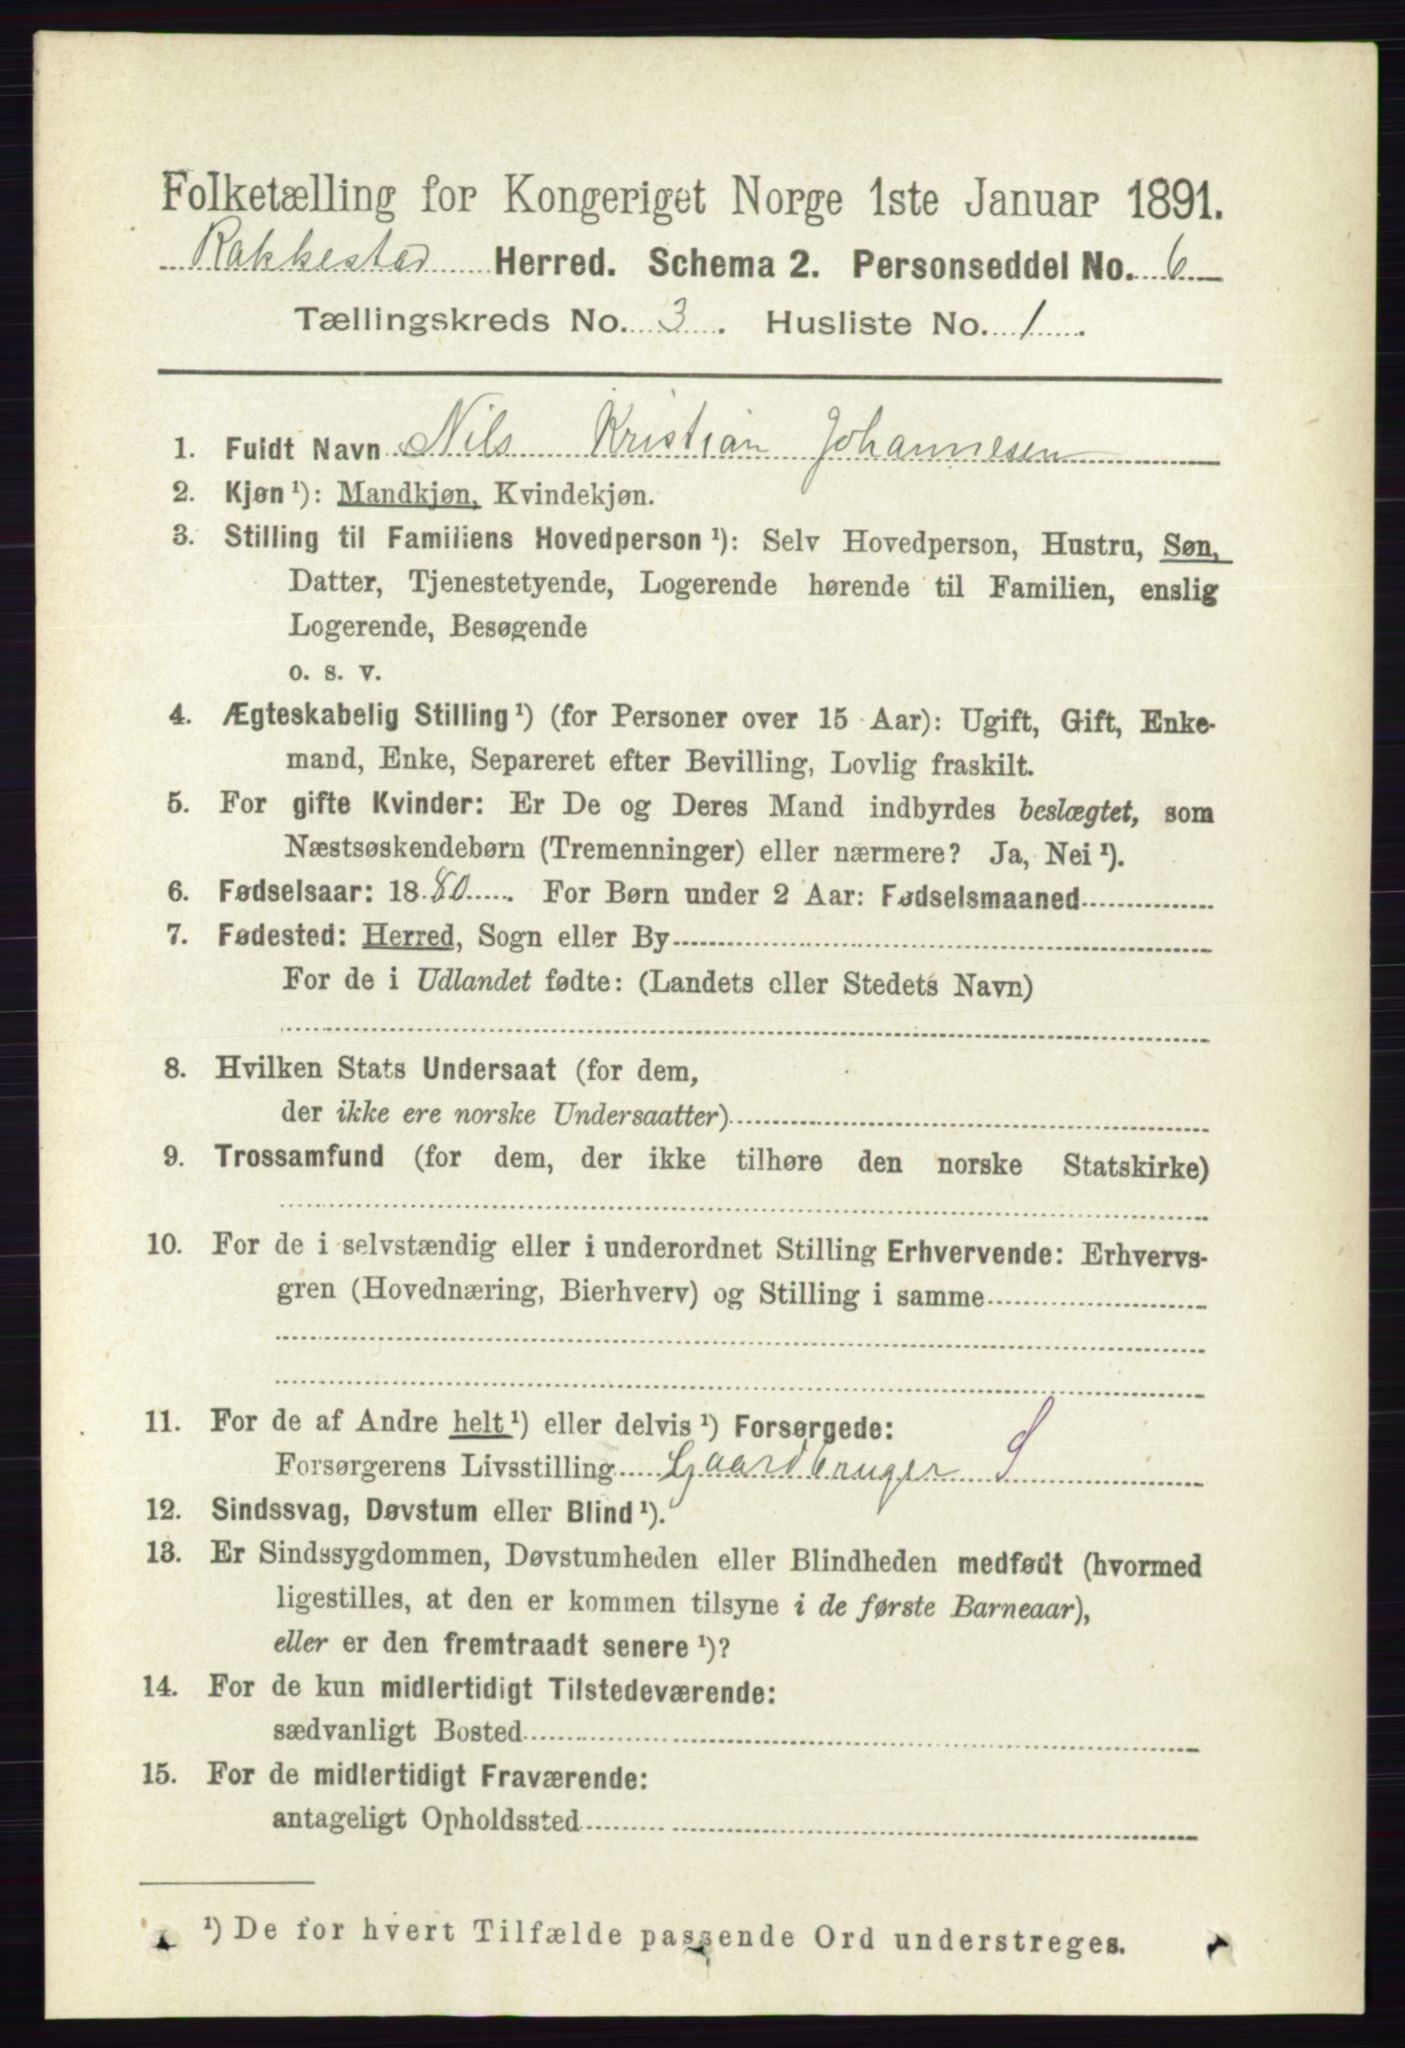 Folketælling for Kongeriget Norge 1ste Januar 1891.
Rakkestad Herred. Schema 2. Personseddel No. 6
Tællingskreds No. 3. Husliste No. 1.
1. Fuldt Navn Nils Kristian Johannesen
2. Kjøn ¹): Mandkjøn, Kvindekjøn.
3. Stilling til Familiens Hovedperson ¹): Selv Hovedperson, Hustru, Søn,
Datter, Tjenestetyende, Logerende hørende til Familien, enslig
Logerende, Besøgende
o. s. v.
4. Ægteskabelig Stilling ¹) (for Personer over 15 Aar): Ugift, Gift, Enke-
mand, Enke, Separeret efter Bevilling, Lovlig fraskilt.
5. For gifte Kvinder: Er De og Deres Mand indbyrdes beslægtet, som
Næstsøskendebørn (Tremenninger) eller nærmere? Ja, Nei ¹).
6. Fødselsaar: 1880. For Børn under 2 Aar: Fødselsmaaned
7. Fødested: Herred, Sogn eller By
For de i Udlandet fødte: (Landets eller Stedets Navn)
8. Hvilken Stats Undersaat (for dem,
der ikke ere norske Undersaatter)
9. Trossamfund (for dem, der ikke tilhøre den norske Statskirke)
10. For de i selvstændig eller i underordnet Stilling Erhvervende: Erhvervs-
gren (Hovednæring, Bierhverv) og Stilling i samme
11. For de af Andre helt ¹) eller delvis ¹) Forsørgede:
Forsørgerens Livsstilling Gaardbruger S
12. Sindssvag, Døvstum eller Blind ¹).
13. Er Sindssygdommen, Døvstumheden eller Blindheden medfødt (hvormed
ligestilles, at den er kommen tilsyne i de første Barneaar),
eller er den fremtraadt senere ¹)?
14. For de kun midlertidigt Tilstedeværende:
sædvanligt Bosted
15. For de midlertidigt Fraværende:
antageligt Opholdssted
¹) De for hvert Tilfælde passende Ord understreges.